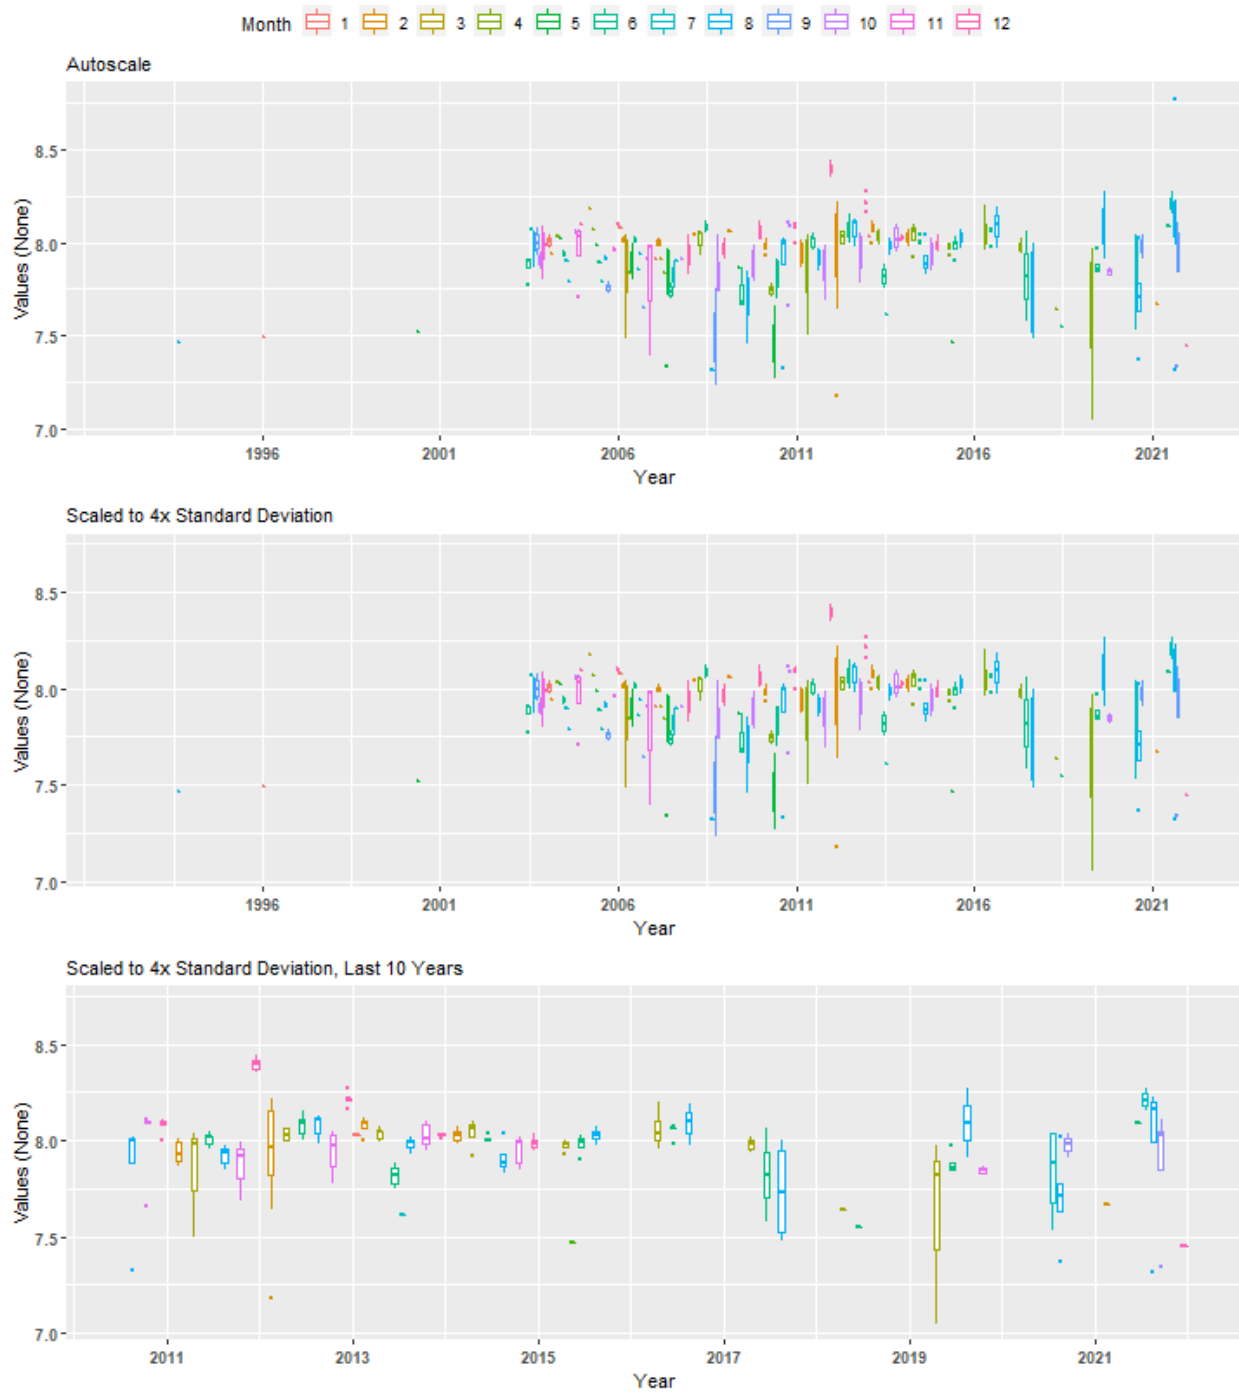 Month 1 2 3 4 5 6 7 8 9 10 11 12
Autoscale
Values (None)
8.5
8.0
7.5
7.0
1996 2001 2006 2011 2016 2021
Year
Scaled to 4x Standard Deviation
Values (None)
8.5
8.0
7.5
7.0
1996 2001 2006 2011 2016 2021
Year
Scaled to 4x Standard Deviation, Last 10 Years
Values (None)
8.5
8.0
7.5
7.0
2011 2013 2015 2017 2019 2021
Year